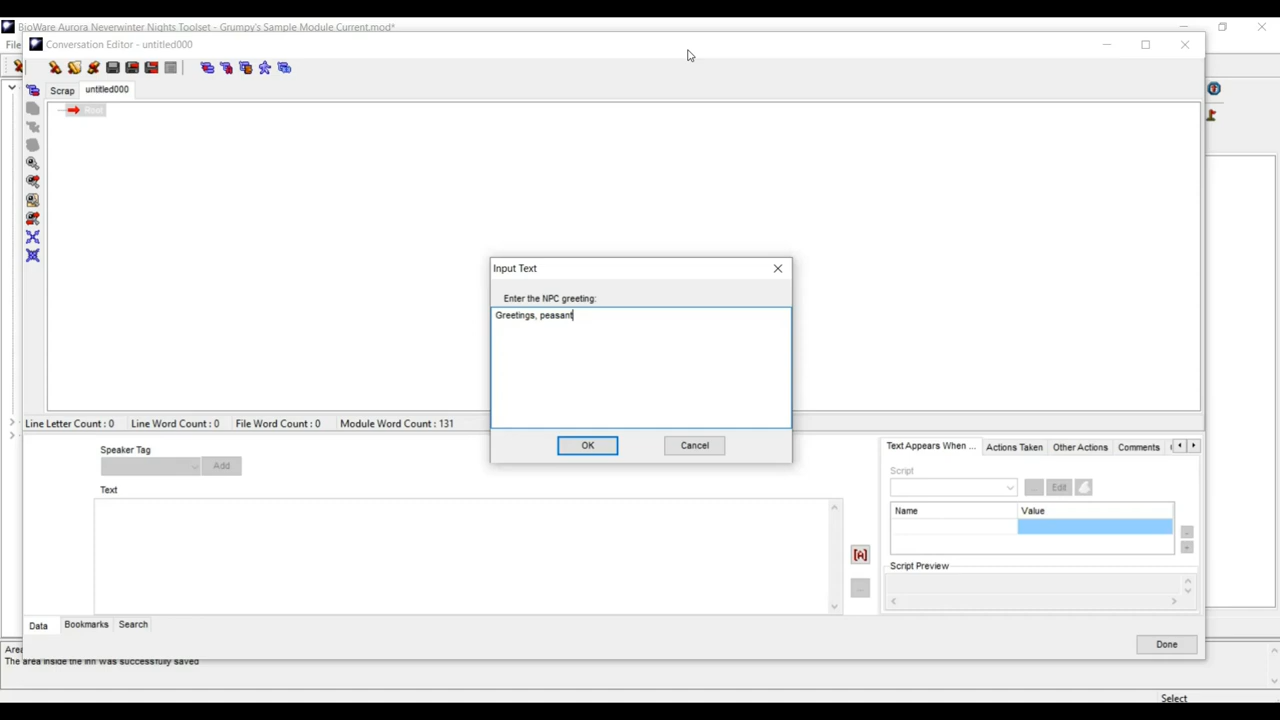 BioWare Aurora Neverwinter Nights Toolset - Grumpy's Sample Module Current.mod*
File
Conversation Editor - untitled000
Scrap untitled000
Root
Input Text
Enter the NPC greeting:
Greetings, peasant
OK Cancel
Line Letter Count : 0 Line Word Count : 0 File Word Count : 0 Module Word Count : 131
Speaker Tag
Add
Text
[A]
...
Text Appears When ... Actions Taken Other Actions Comments
Script
... Edit
Name Value
Script Preview
Data Bookmarks Search
Done
Area
The area inside the inn was successfully saved
Select